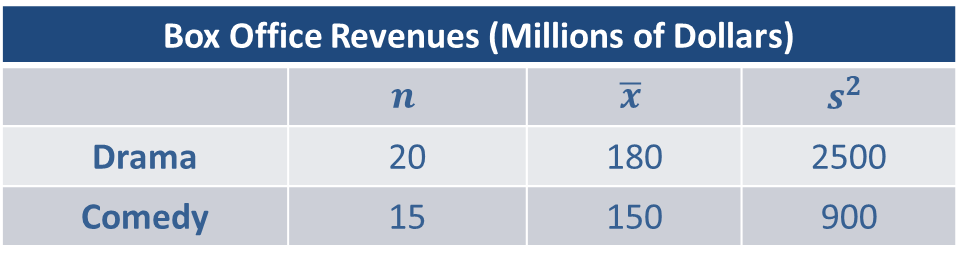 Box Office Revenues (Millions of Dollars)
n x̅ s²
Drama 20 180 2500
Comedy 15 150 900